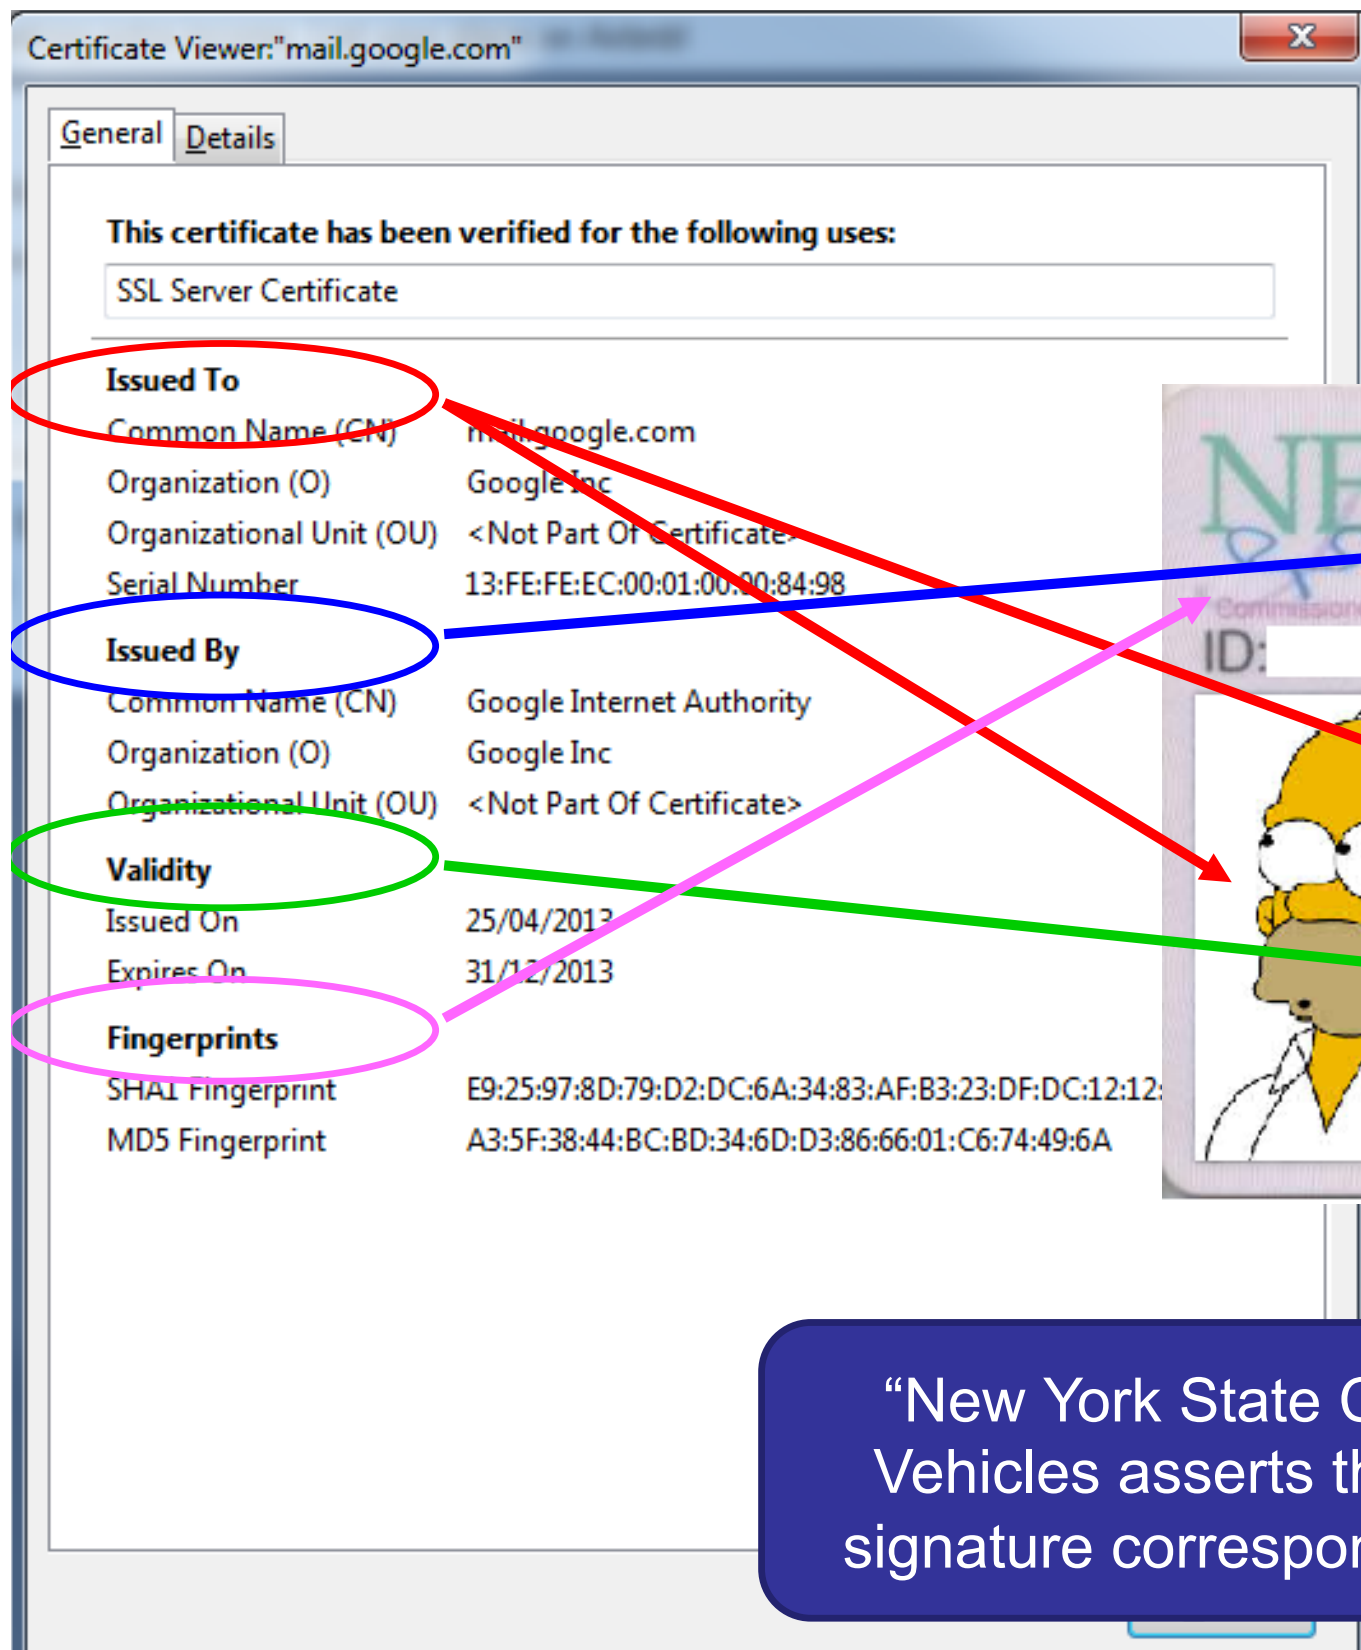 Certificate Viewer:"mail.google.com"
General Details
This certificate has been verified for the following uses:
SSL Server Certificate
Issued To
Common Name (CN) mail.google.com
Organization (O) Google Inc
Organizational Unit (OU) <Not Part Of Certificate>
Serial Number 13:FE:FE:EC:00:01:00:00:84:98
Issued By
Common Name (CN) Google Internet Authority
Organization (O) Google Inc
Organizational Unit (OU) <Not Part Of Certificate>
Validity
Issued On 25/04/2013
Expires On 31/12/2013
Fingerprints
SHA1 Fingerprint E9:25:97:8D:79:D2:DC:6A:34:83:AF:B3:23:DF:DC:12:12:
MD5 Fingerprint A3:5F:38:44:BC:BD:34:6D:D3:86:66:01:C6:74:49:6A
NE
Commissione
ID:
“New York State
Vehicles asserts th
signature correspon